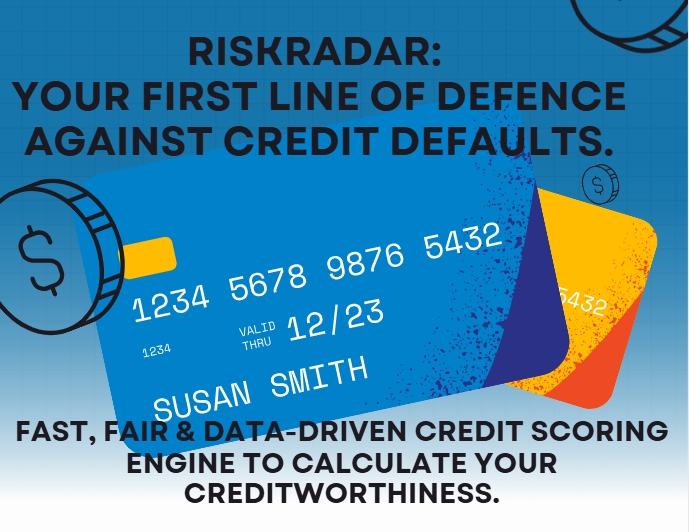 RISKRADAR:
YOUR FIRST LINE OF DEFENCE
AGAINST CREDIT DEFAULTS.
1234 5678 9876 5432
5432
1234
VALID
THRU
12/23
SUSAN SMITH
$
$
FAST, FAIR & DATA-DRIVEN CREDIT SCORING
ENGINE TO CALCULATE YOUR
CREDITWORTHINESS.